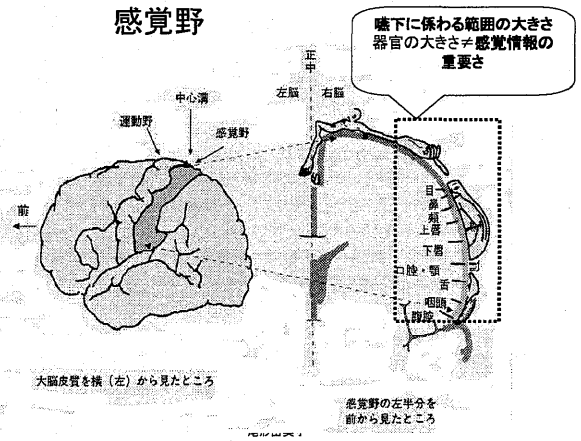 感覚野
嚥下に係わる範囲の大きさ
器官の大きさ≠感覚情報の
重要さ
正中
左脳
右脳
中心溝
運動野
感覚野
前
目
鼻
頬
上唇
下唇
口腔・顎
舌
咽頭
腹腔
大脳皮質を横（左）から見たところ
感覚野の左半分を
前から見たところ